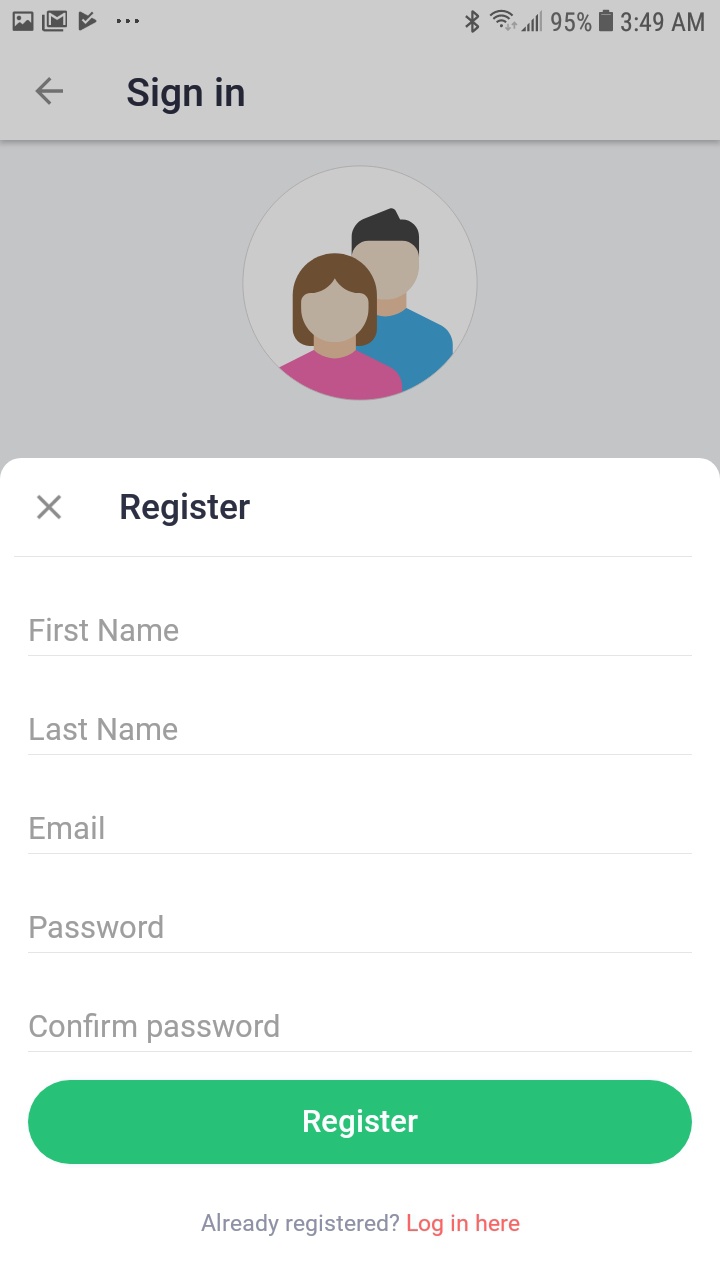 95% 3:49 AM
Sign in
Register
First Name
Last Name
Email
Password
Confirm password
Register
Already registered? Log in here